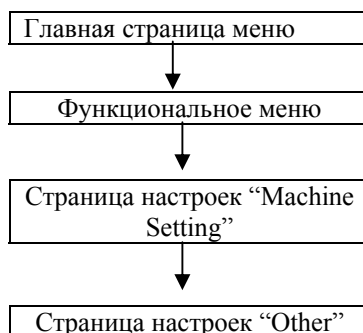 Главная страница меню
Функциональное меню
Страница настроек “Machine
Setting”
Страница настроек “Other”